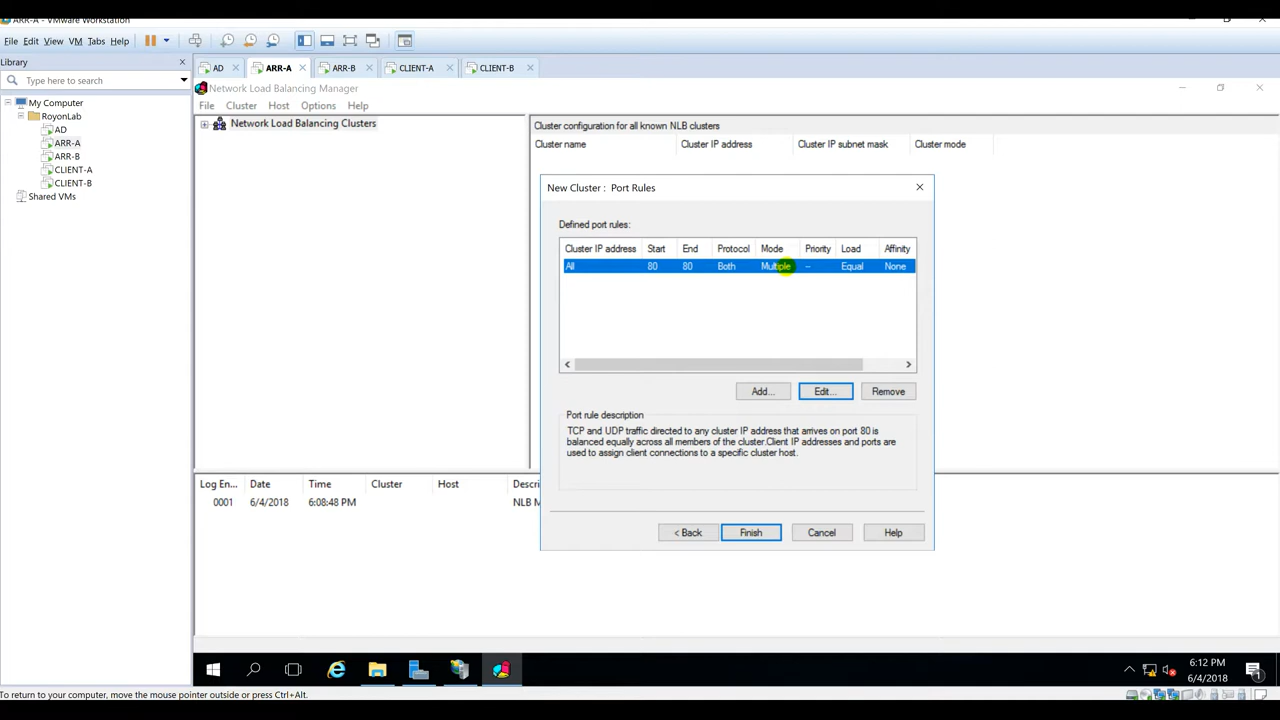 ARR-A - VMware Workstation
File Edit View VM Tabs Help
Library
Type here to search
AD ARR-A ARR-B CLIENT-A CLIENT-B
My Computer
RoyonLab
AD
ARR-A
ARR-B
CLIENT-A
CLIENT-B
Shared VMs
Network Load Balancing Manager
File Cluster Host Options Help
Network Load Balancing Clusters
Cluster configuration for all known NLB clusters
Cluster name Cluster IP address Cluster IP subnet mask Cluster mode
New Cluster : Port Rules
Defined port rules:
Cluster IP address Start End Protocol Mode Priority Load Affinity
All 80 80 Both Multiple -- Equal None
Add... Edit... Remove
Port rule description
TCP and UDP traffic directed to any cluster IP address that arrives on port 80 is
balanced equally across all members of the cluster.Client IP addresses and ports are
used to assign client connections to a specific cluster host.
< Back Finish Cancel Help
Log En... Date Time Cluster Host Descri
0001 6/4/2018 6:08:48 PM NLB M
6:12 PM
6/4/2018
1
To return to your computer, move the mouse pointer outside or press Ctrl+Alt.